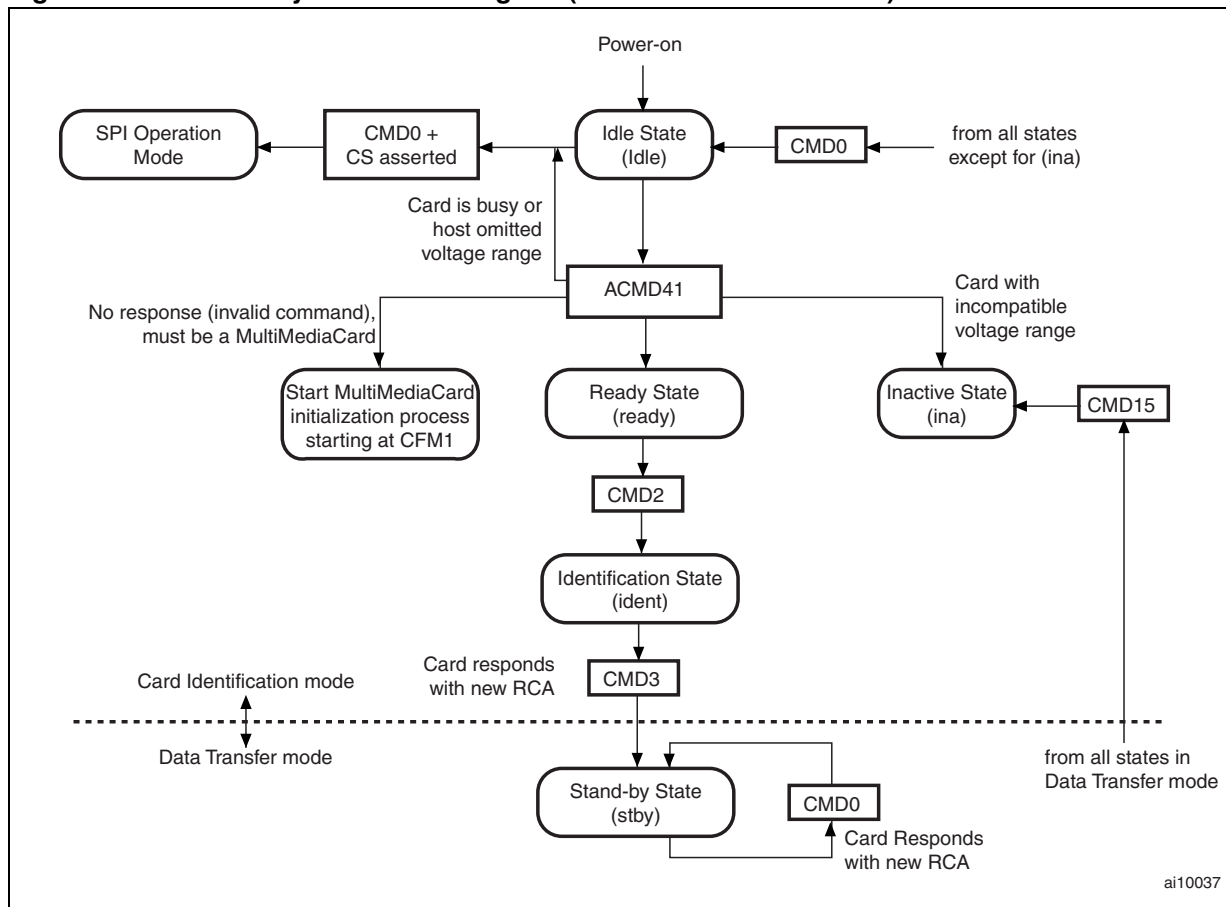 Power-on
SPI Operation
Mode
CMD0 +
CS asserted
Idle State
(Idle)
CMD0
from all states
except for (ina)
Card is busy or
host omitted
voltage range
ACMD41
No response (invalid command),
must be a MultiMediaCard
Card with
incompatible
voltage range
Start MultiMediaCard
initialization process
starting at CFM1
Ready State
(ready)
Inactive State
(ina)
CMD15
CMD2
Identification State
(ident)
Card responds
with new RCA
CMD3
Card Identification mode
Data Transfer mode
from all states in
Data Transfer mode
Stand-by State
(stby)
CMD0
Card Responds
with new RCA
ai10037